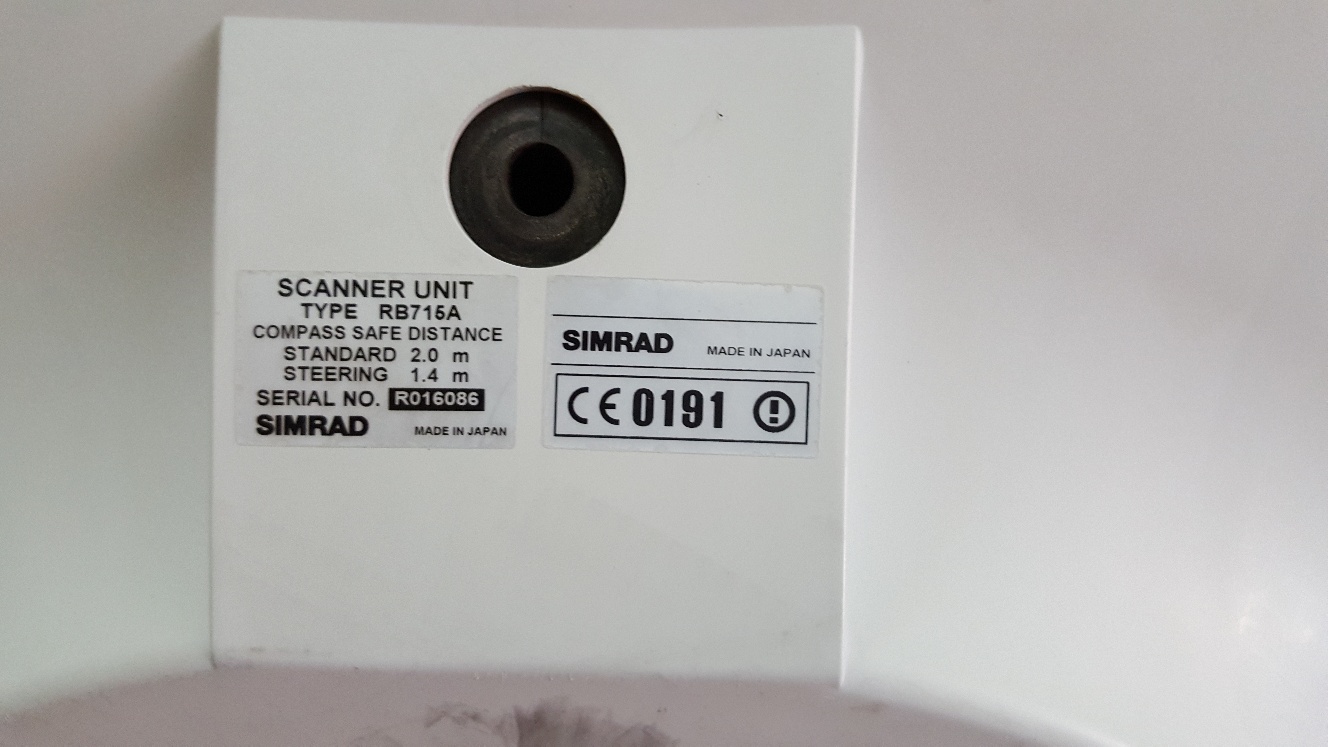 SCANNER UNIT
TYPE RB715A
COMPASS SAFE DISTANCE
STANDARD 2.0 m
STEERING 1.4 m
SERIAL NO. R016086
SIMRAD MADE IN JAPAN
SIMRAD MADE IN JAPAN
CE 0191